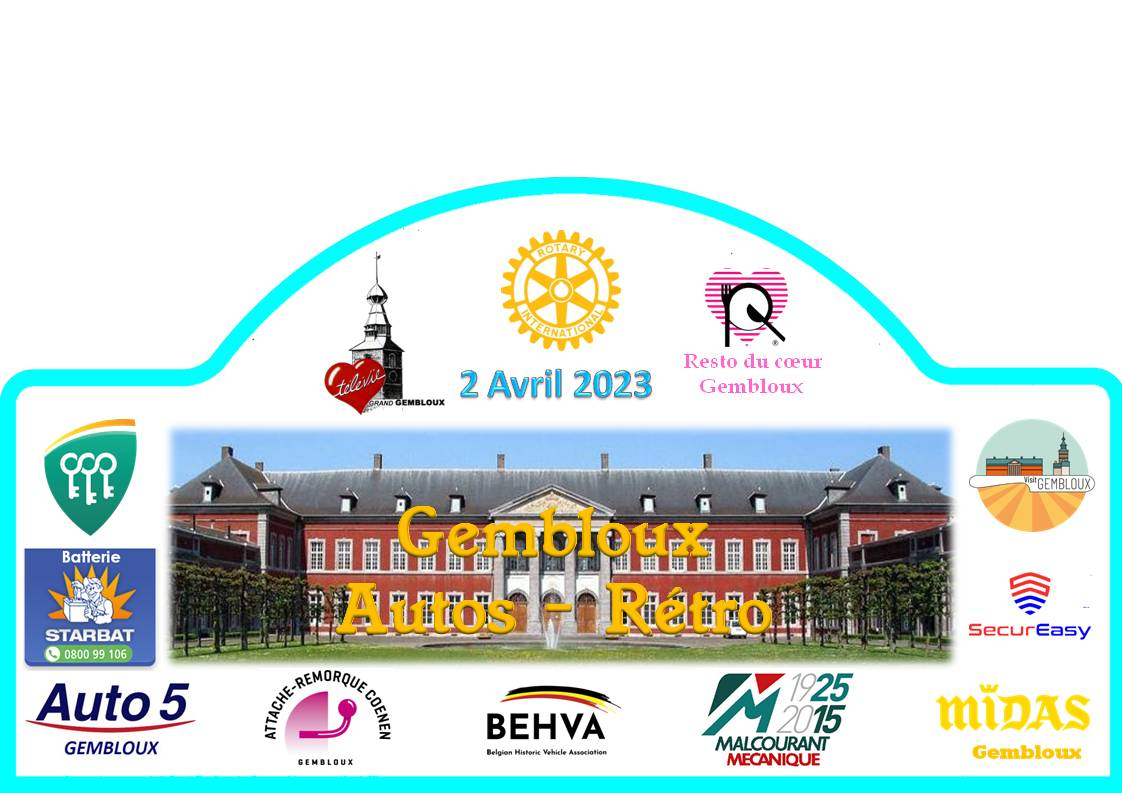 ROTARY
INTERNATIONAL
televie
GRAND GEMBLOUX
2 Avril 2023
R
®
Resto du cœur
Gembloux
Visit GEMBLOUX
Gembloux
Autos - Rétro
Batterie
STARBAT
0800 99 106
SecurEasy
Auto 5
GEMBLOUX
ATTACHE-REMORQUE COENEN
GEMBLOUX
BEHVA
Belgian Historic Vehicle Association
1925
2015
MALCOURANT
MECANIQUE
MIDAS
Gembloux